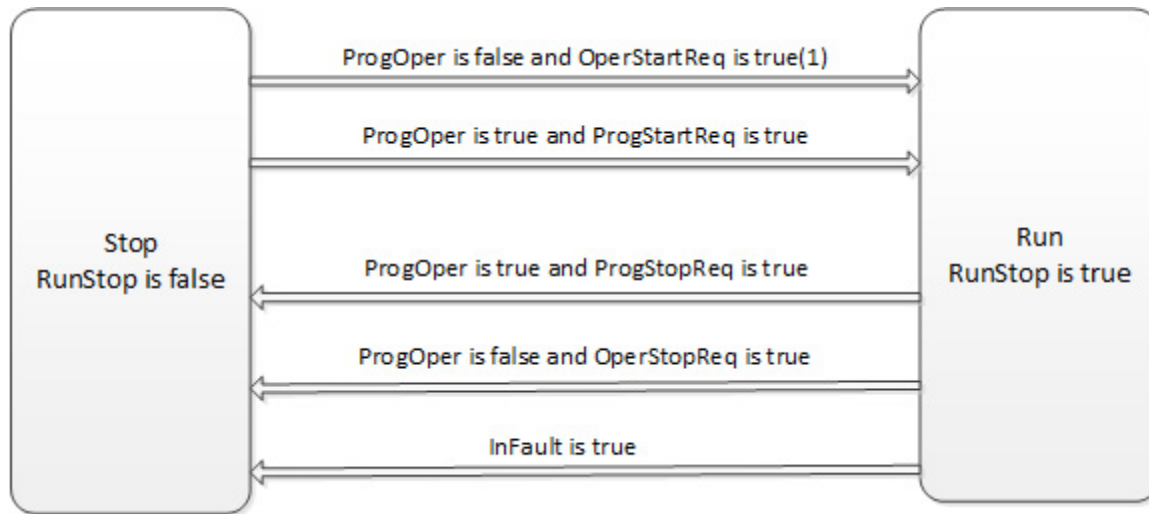 ProgOper is false and OperStartReq is true(1)
ProgOper is true and ProgStartReq is true
Stop
RunStop is false
Run
RunStop is true
ProgOper is true and ProgStopReq is true
ProgOper is false and OperStopReq is true
InFault is true